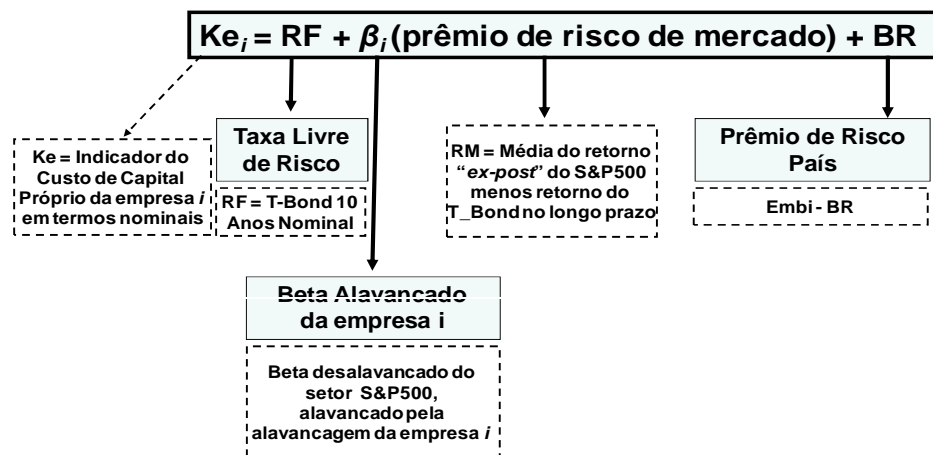 Ke i = RF + β i (prêmio de risco de mercado) + BR
Ke = Indicador do
Custo de Capital
Próprio da empresa i
em termos nominais
Taxa Livre
de Risco
RF = T-Bond 10
Anos Nominal
RM = Média do retorno
“ex-post” do S&P500
menos retorno do
T_Bond no longo prazo
Prêmio de Risco
País
Embi - BR
Beta Alavancado
da empresa i
Beta desalavancado do
setor S&P500,
alavancado pela
alavancagem da empresa i